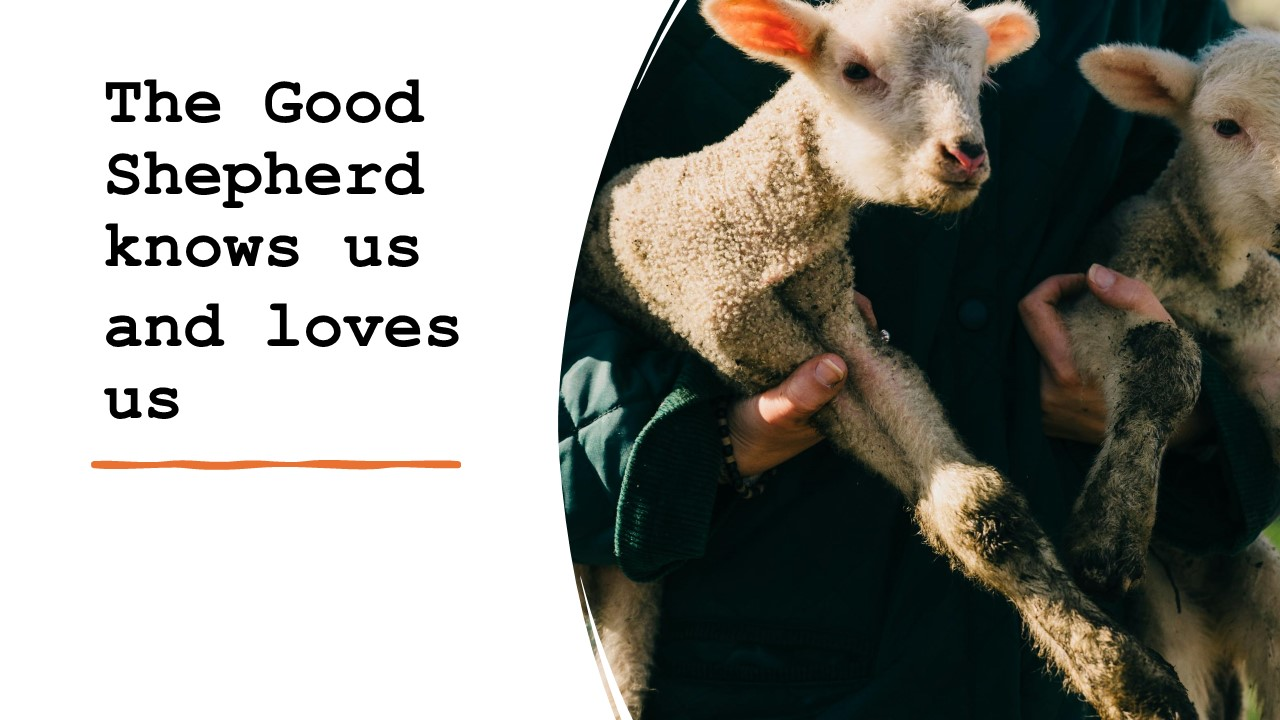 The Good
Shepherd
knows us
and loves
us